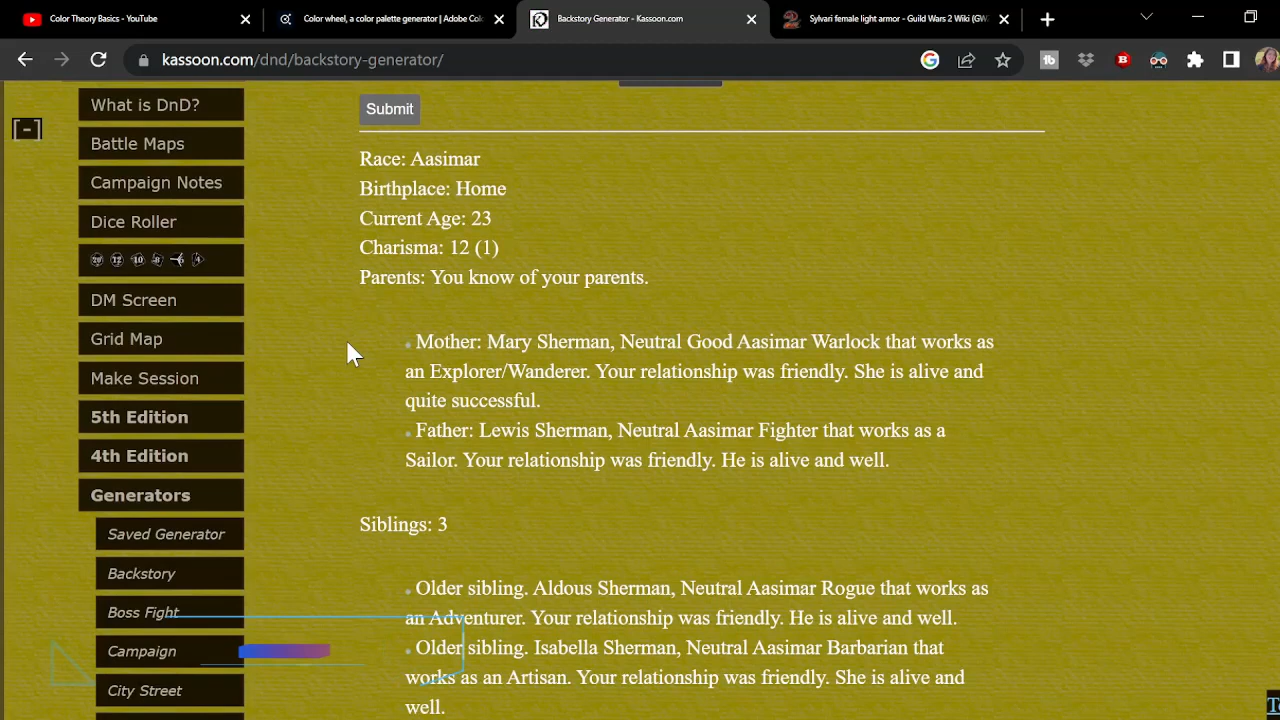 Color Theory Basics - YouTube
Color wheel, a color palette generator | Adobe Col
Backstory Generator - Kassoon.com
Sylvari female light armor - Guild Wars 2 Wiki (GW
kassoon.com/dnd/backstory-generator/
What is DnD?
Battle Maps
Campaign Notes
Dice Roller
DM Screen
Grid Map
Make Session
5th Edition
4th Edition
Generators
Saved Generator
Backstory
Boss Fight
Campaign
City Street
[-]
Submit
Race: Aasimar
Birthplace: Home
Current Age: 23
Charisma: 12 (1)
Parents: You know of your parents.
Mother: Mary Sherman, Neutral Good Aasimar Warlock that works as
an Explorer/Wanderer. Your relationship was friendly. She is alive and
quite successful.
Father: Lewis Sherman, Neutral Aasimar Fighter that works as a
Sailor. Your relationship was friendly. He is alive and well.
Siblings: 3
Older sibling. Aldous Sherman, Neutral Aasimar Rogue that works as
an Adventurer. Your relationship was friendly. He is alive and well.
Older sibling. Isabella Sherman, Neutral Aasimar Barbarian that
works as an Artisan. Your relationship was friendly. She is alive and
well.